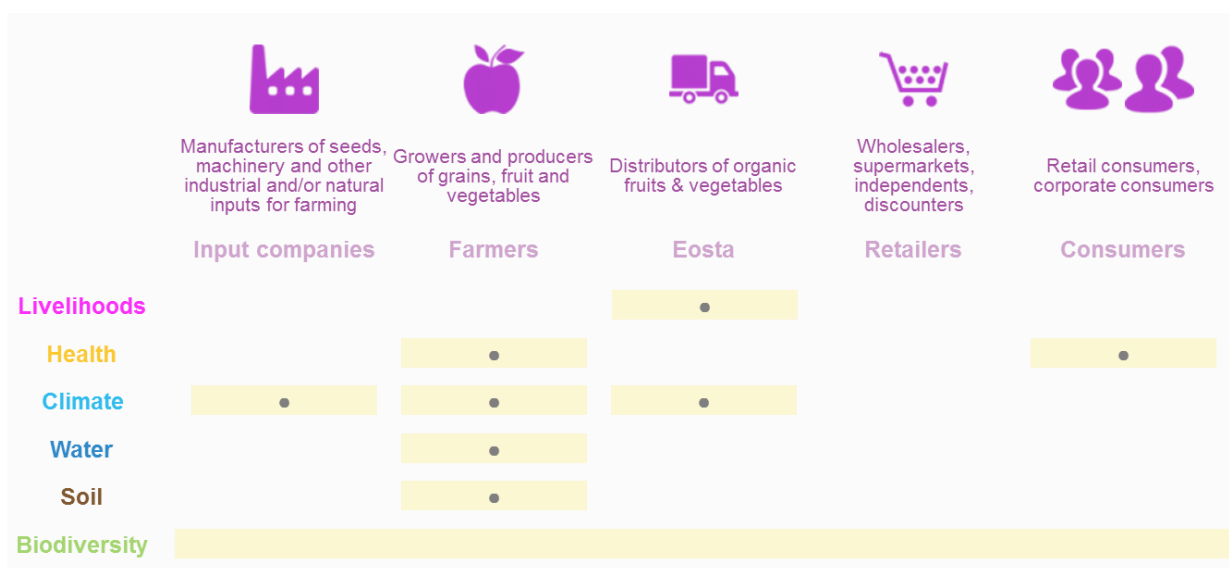 Manufacturers of seeds,
machinery and other
industrial and/or natural
inputs for farming
Growers and producers
of grains, fruit and
vegetables
Distributors of organic
fruits & vegetables
Wholesalers,
supermarkets,
independents,
discounters
Retail consumers,
corporate consumers
Input companies
Farmers
Eosta
Retailers
Consumers
Livelihoods
Health
Climate
Water
Soil
Biodiversity